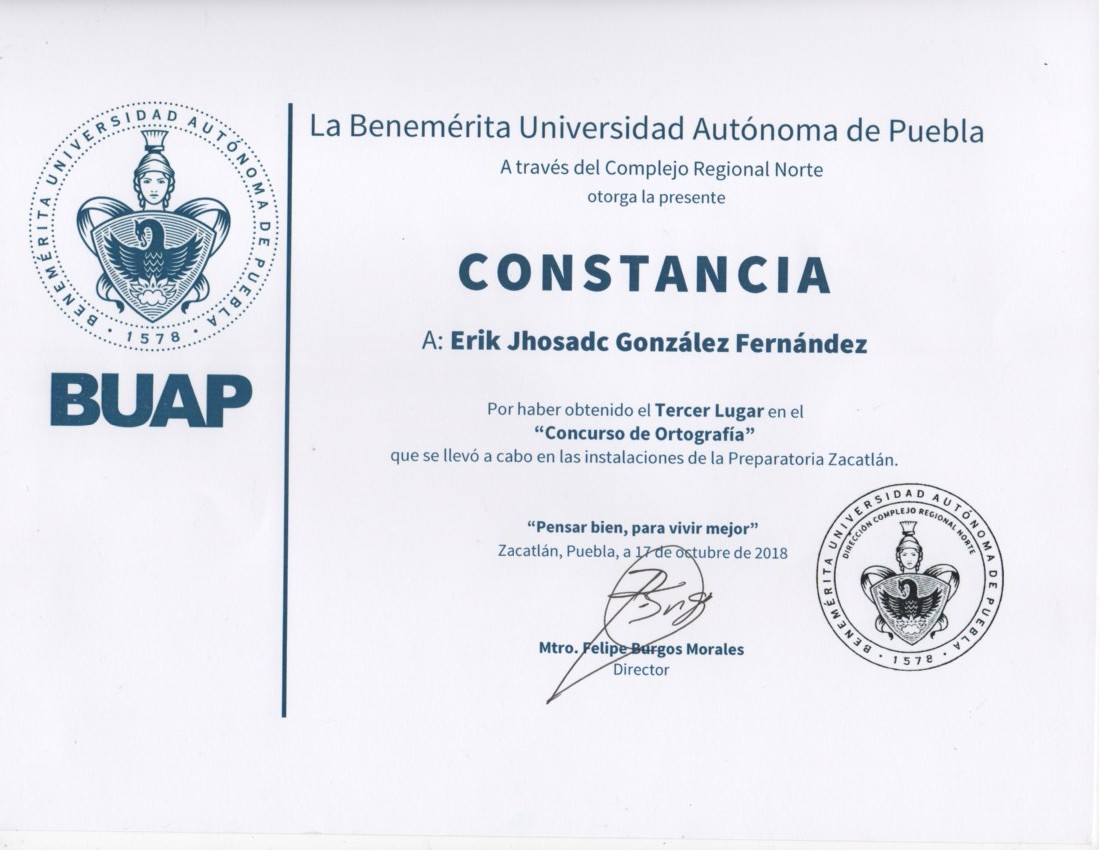 BENEMÉRITA UNIVERSIDAD AUTÓNOMA DE PUEBLA
· 1578 ·
BUAP
La Benemérita Universidad Autónoma de Puebla
A través del Complejo Regional Norte
otorga la presente
CONSTANCIA
A: Erik Jhosadc González Fernández
Por haber obtenido el Tercer Lugar en el
“Concurso de Ortografía”
que se llevó a cabo en las instalaciones de la Preparatoria Zacatlán.
“Pensar bien, para vivir mejor”
Zacatlán, Puebla, a 17 de octubre de 2018
Mtro. Felipe Burgos Morales
Director
BENEMÉRITA UNIVERSIDAD AUTÓNOMA DE PUEBLA
DIRECCIÓN COMPLEJO REGIONAL NORTE
· 1578 ·